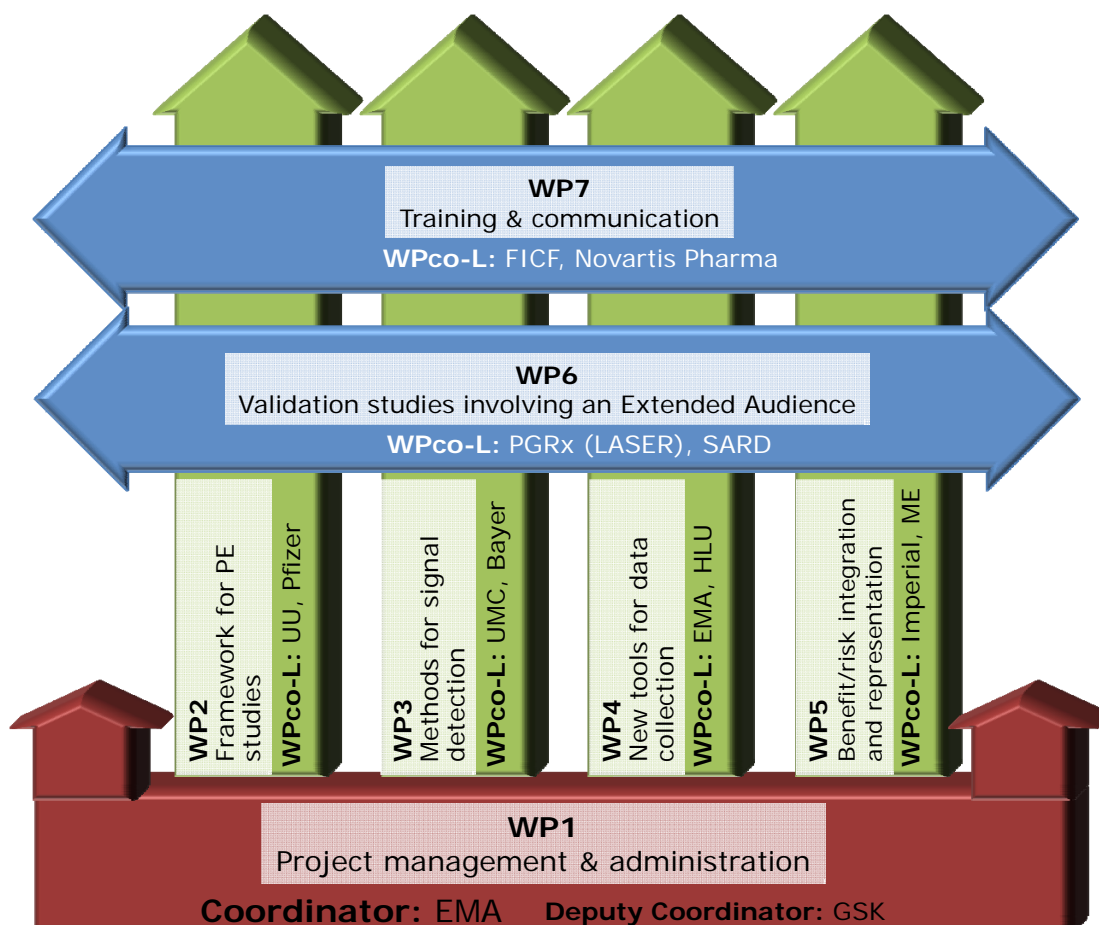 WP7
Training & communication
WPco-L: FICF, Novartis Pharma
WP6
Validation studies involving an Extended Audience
WPco-L: PGRx (LASER), SARD
WP2
Framework for PE
studies
WPco-L: UU, Pfizer
WP3
Methods for signal
detection
WPco-L: UMC, Bayer
WP4
New tools for data
collection
WPco-L: EMA, HLU
WP5
Benefit/risk integration
and representation
WPco-L: Imperial, ME
WP1
Project management & administration
Coordinator: EMA Deputy Coordinator: GSK